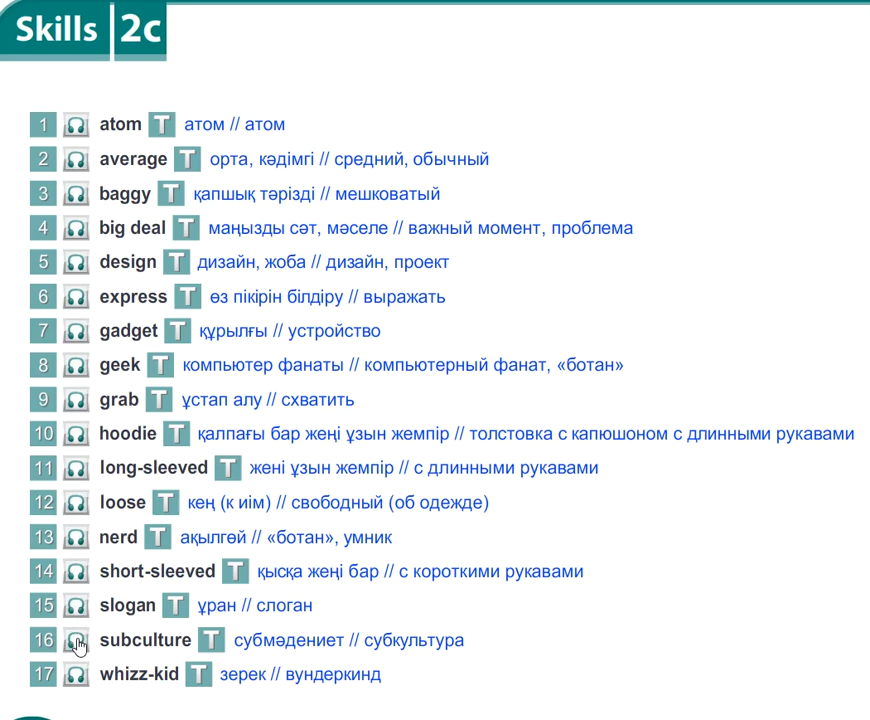 Skills 2c
1 atom T атом // атом
2 average T орта, кәдімгі // средний, обычный
3 baggy T қапшық тәрізді // мешковатый
4 big deal T маңызды сәт, мәселе // важный момент, проблема
5 design T дизайн, жоба // дизайн, проект
6 express T өз пікірін білдіру // выражать
7 gadget T құрылғы // устройство
8 geek T компьютер фанаты // компьютерный фанат, «ботан»
9 grab T ұстап алу // схватить
10 hoodie T қалпағы бар жеңі ұзын жемпір // толстовка с капюшоном с длинными рукавами
11 long-sleeved T жені ұзын жемпір // с длинными рукавами
12 loose T кең (к иім) // свободный (об одежде)
13 nerd T ақылгөй // «ботан», умник
14 short-sleeved T қысқа жеңі бар // с короткими рукавами
15 slogan T ұран // слоган
16 subculture T субмәдениет // субкультура
17 whizz-kid T зерек // вундеркинд